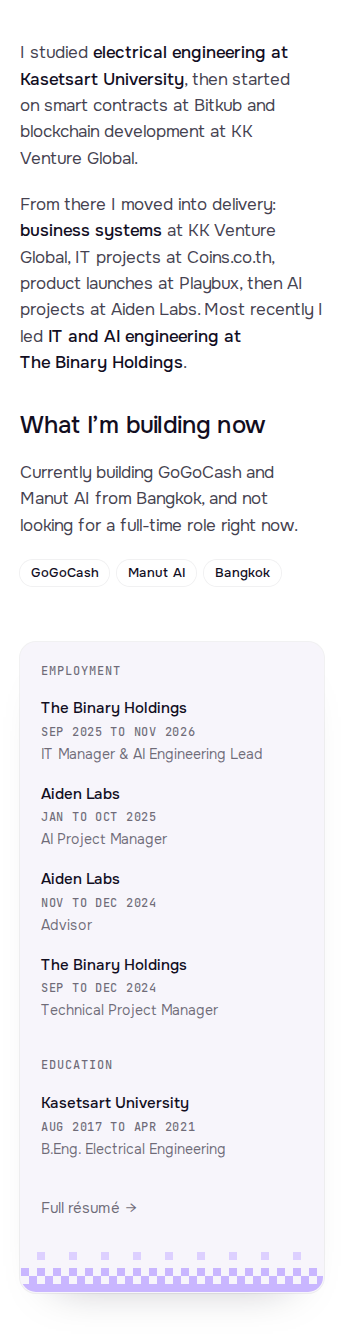 I studied electrical engineering at
Kasetsart University, then started
on smart contracts at Bitkub and
blockchain development at KK
Venture Global.
From there I moved into delivery:
business systems at KK Venture
Global, IT projects at Coins.co.th,
product launches at Playbux, then AI
projects at Aiden Labs. Most recently I
led IT and AI engineering at
The Binary Holdings.
What I’m building now
Currently building GoGoCash and
Manut AI from Bangkok, and not
looking for a full-time role right now.
GoGoCash Manut AI Bangkok
EMPLOYMENT
The Binary Holdings
SEP 2025 TO NOV 2026
IT Manager & AI Engineering Lead
Aiden Labs
JAN TO OCT 2025
AI Project Manager
Aiden Labs
NOV TO DEC 2024
Advisor
The Binary Holdings
SEP TO DEC 2024
Technical Project Manager
EDUCATION
Kasetsart University
AUG 2017 TO APR 2021
B.Eng. Electrical Engineering
Full résumé →